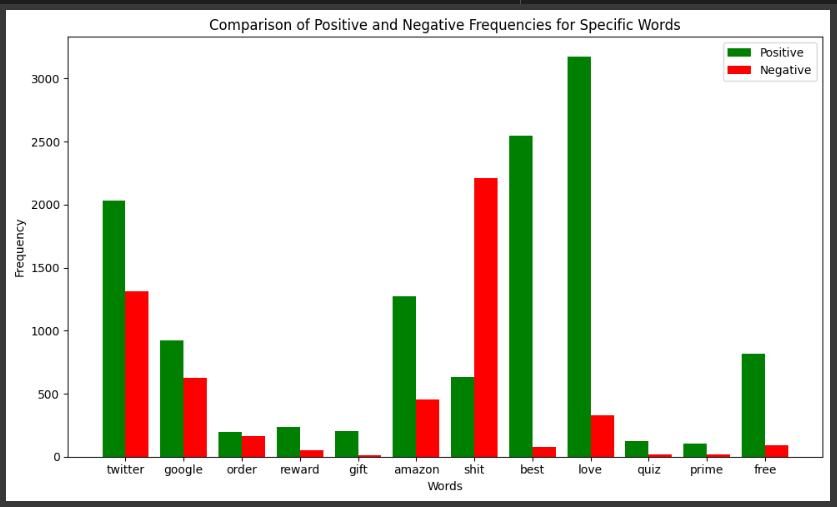 Comparison of Positive and Negative Frequencies for Specific Words
Positive
Negative
3000
2500
2000
1500
1000
500
0
Frequency
twitter google order reward gift amazon shit best love quiz prime free
Words